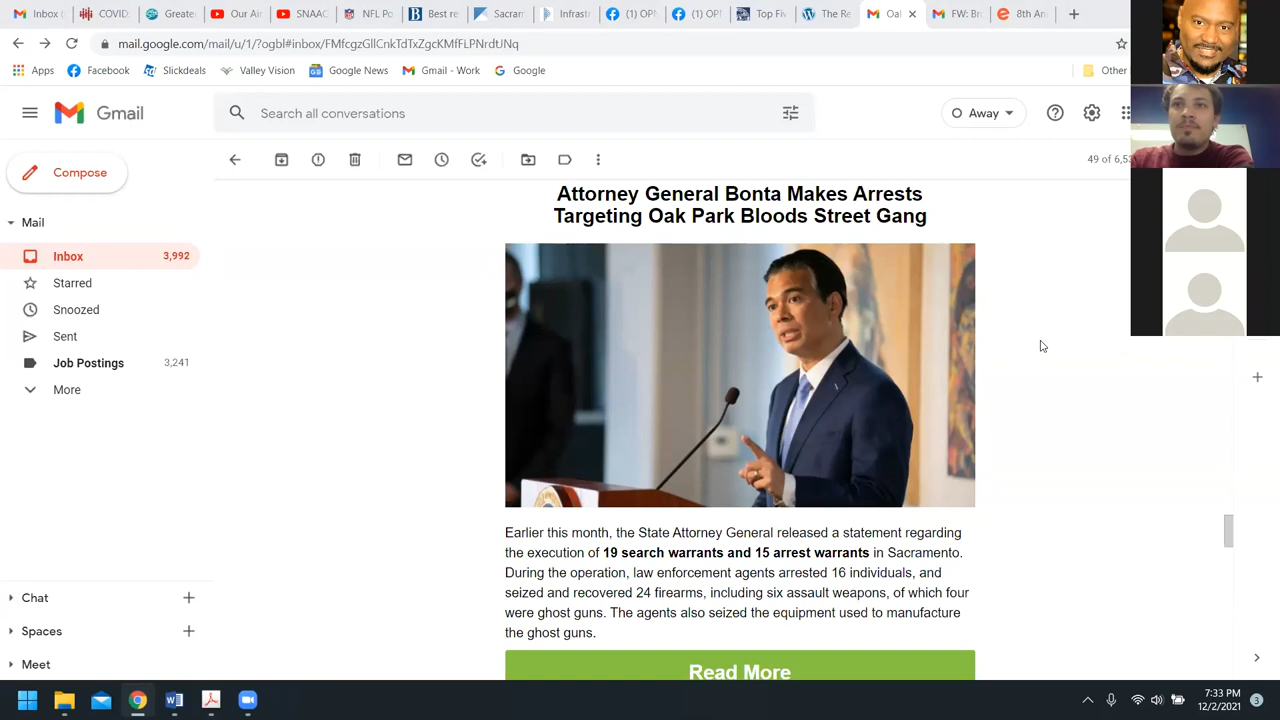 Inbox (
COVID
Greate
Our Air
SNAAC
NFL Po
Best re
Sacram
Infrastr
(1) OP
(1) OP
Top Fiv
The Re
Oa
FW: Br
8th An
mail.google.com/mail/u/1/?ogbl#inbox/FMfcgzGllCnkTdTxZgcKMfFLPNrdtJNq
Apps
Facebook
Slickdeals
Valley Vision
Google News
Gmail - Work
Google
Other
Gmail
Search all conversations
Away
Compose
49 of 6,53
Mail
Inbox 3,992
Starred
Snoozed
Sent
Job Postings 3,241
More
Attorney General Bonta Makes Arrests
Targeting Oak Park Bloods Street Gang
Earlier this month, the State Attorney General released a statement regarding
the execution of 19 search warrants and 15 arrest warrants in Sacramento.
During the operation, law enforcement agents arrested 16 individuals, and
seized and recovered 24 firearms, including six assault weapons, of which four
were ghost guns. The agents also seized the equipment used to manufacture
the ghost guns.
Read More
Chat
Spaces
Meet
7:33 PM
12/2/2021
3